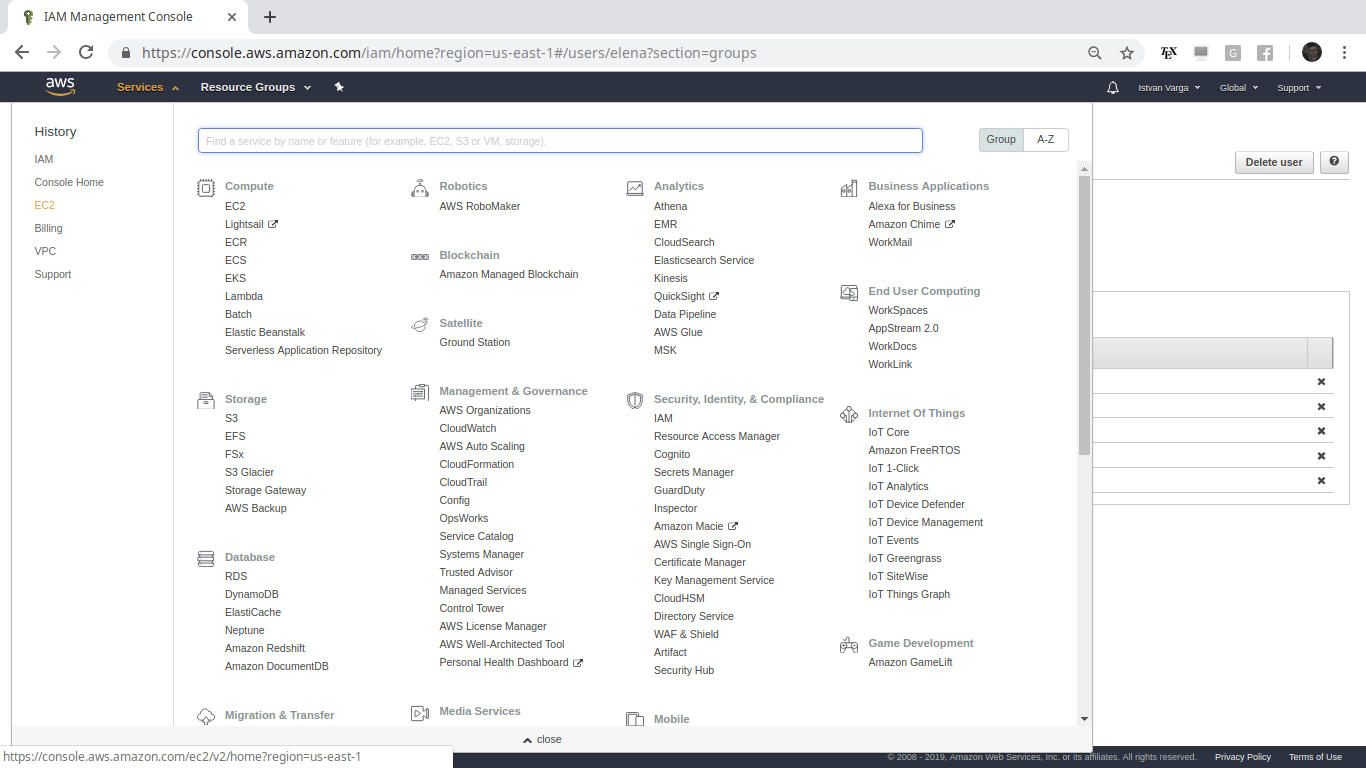 IAM Management Console
https://console.aws.amazon.com/iam/home?region=us-east-1#/users/elena?section=groups
TEX
G
aws
Services
Resource Groups
Istvan Varga
Global
Support
History
IAM
Console Home
EC2
Billing
VPC
Support
Find a service by name or feature (for example, EC2, S3 or VM, storage).
Group
A-Z
Delete user
Compute
EC2
Lightsail
ECR
ECS
EKS
Lambda
Batch
Elastic Beanstalk
Serverless Application Repository
Storage
S3
EFS
FSx
S3 Glacier
Storage Gateway
AWS Backup
Database
RDS
DynamoDB
ElastiCache
Neptune
Amazon Redshift
Amazon DocumentDB
Migration & Transfer
Robotics
AWS RoboMaker
Blockchain
Amazon Managed Blockchain
Satellite
Ground Station
Management & Governance
AWS Organizations
CloudWatch
AWS Auto Scaling
CloudFormation
CloudTrail
Config
OpsWorks
Service Catalog
Systems Manager
Trusted Advisor
Managed Services
Control Tower
AWS License Manager
AWS Well-Architected Tool
Personal Health Dashboard
Media Services
Analytics
Athena
EMR
CloudSearch
Elasticsearch Service
Kinesis
QuickSight
Data Pipeline
AWS Glue
MSK
Security, Identity, & Compliance
IAM
Resource Access Manager
Cognito
Secrets Manager
GuardDuty
Inspector
Amazon Macie
AWS Single Sign-On
Certificate Manager
Key Management Service
CloudHSM
Directory Service
WAF & Shield
Artifact
Security Hub
Mobile
Business Applications
Alexa for Business
Amazon Chime
WorkMail
End User Computing
WorkSpaces
AppStream 2.0
WorkDocs
WorkLink
Internet Of Things
IoT Core
Amazon FreeRTOS
IoT 1-Click
IoT Analytics
IoT Device Defender
IoT Device Management
IoT Events
IoT Greengrass
IoT SiteWise
IoT Things Graph
Game Development
Amazon GameLift
close
https://console.aws.amazon.com/ec2/v2/home?region=us-east-1
© 2008 - 2019, Amazon Web Services, Inc. or its affiliates. All rights reserved.
Privacy Policy
Terms of Use